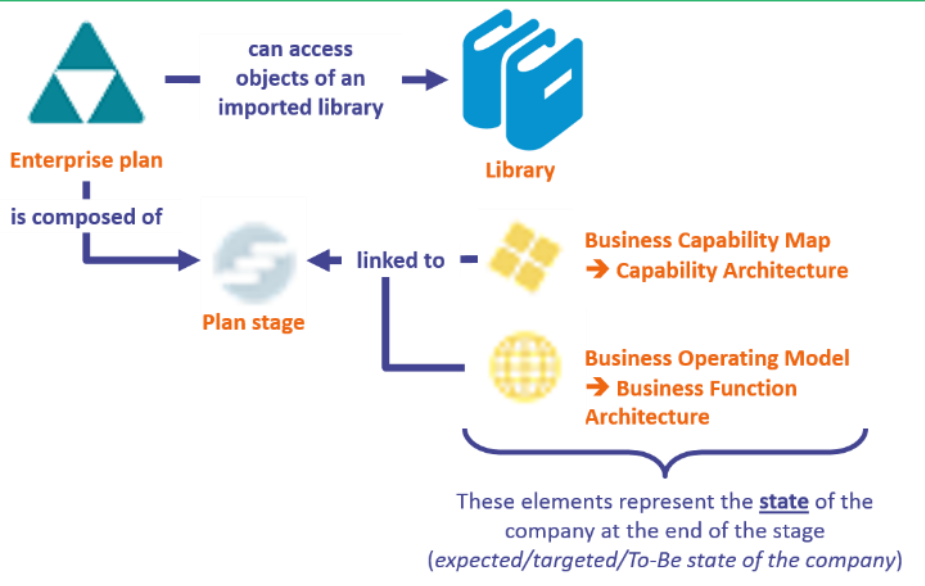 can access
objects of an
imported library
Enterprise plan
Library
is composed of
linked to
Plan stage
Business Capability Map
➔ Capability Architecture
Business Operating Model
➔ Business Function
Architecture
These elements represent the state of the
company at the end of the stage
(expected/targeted/To-Be state of the company)